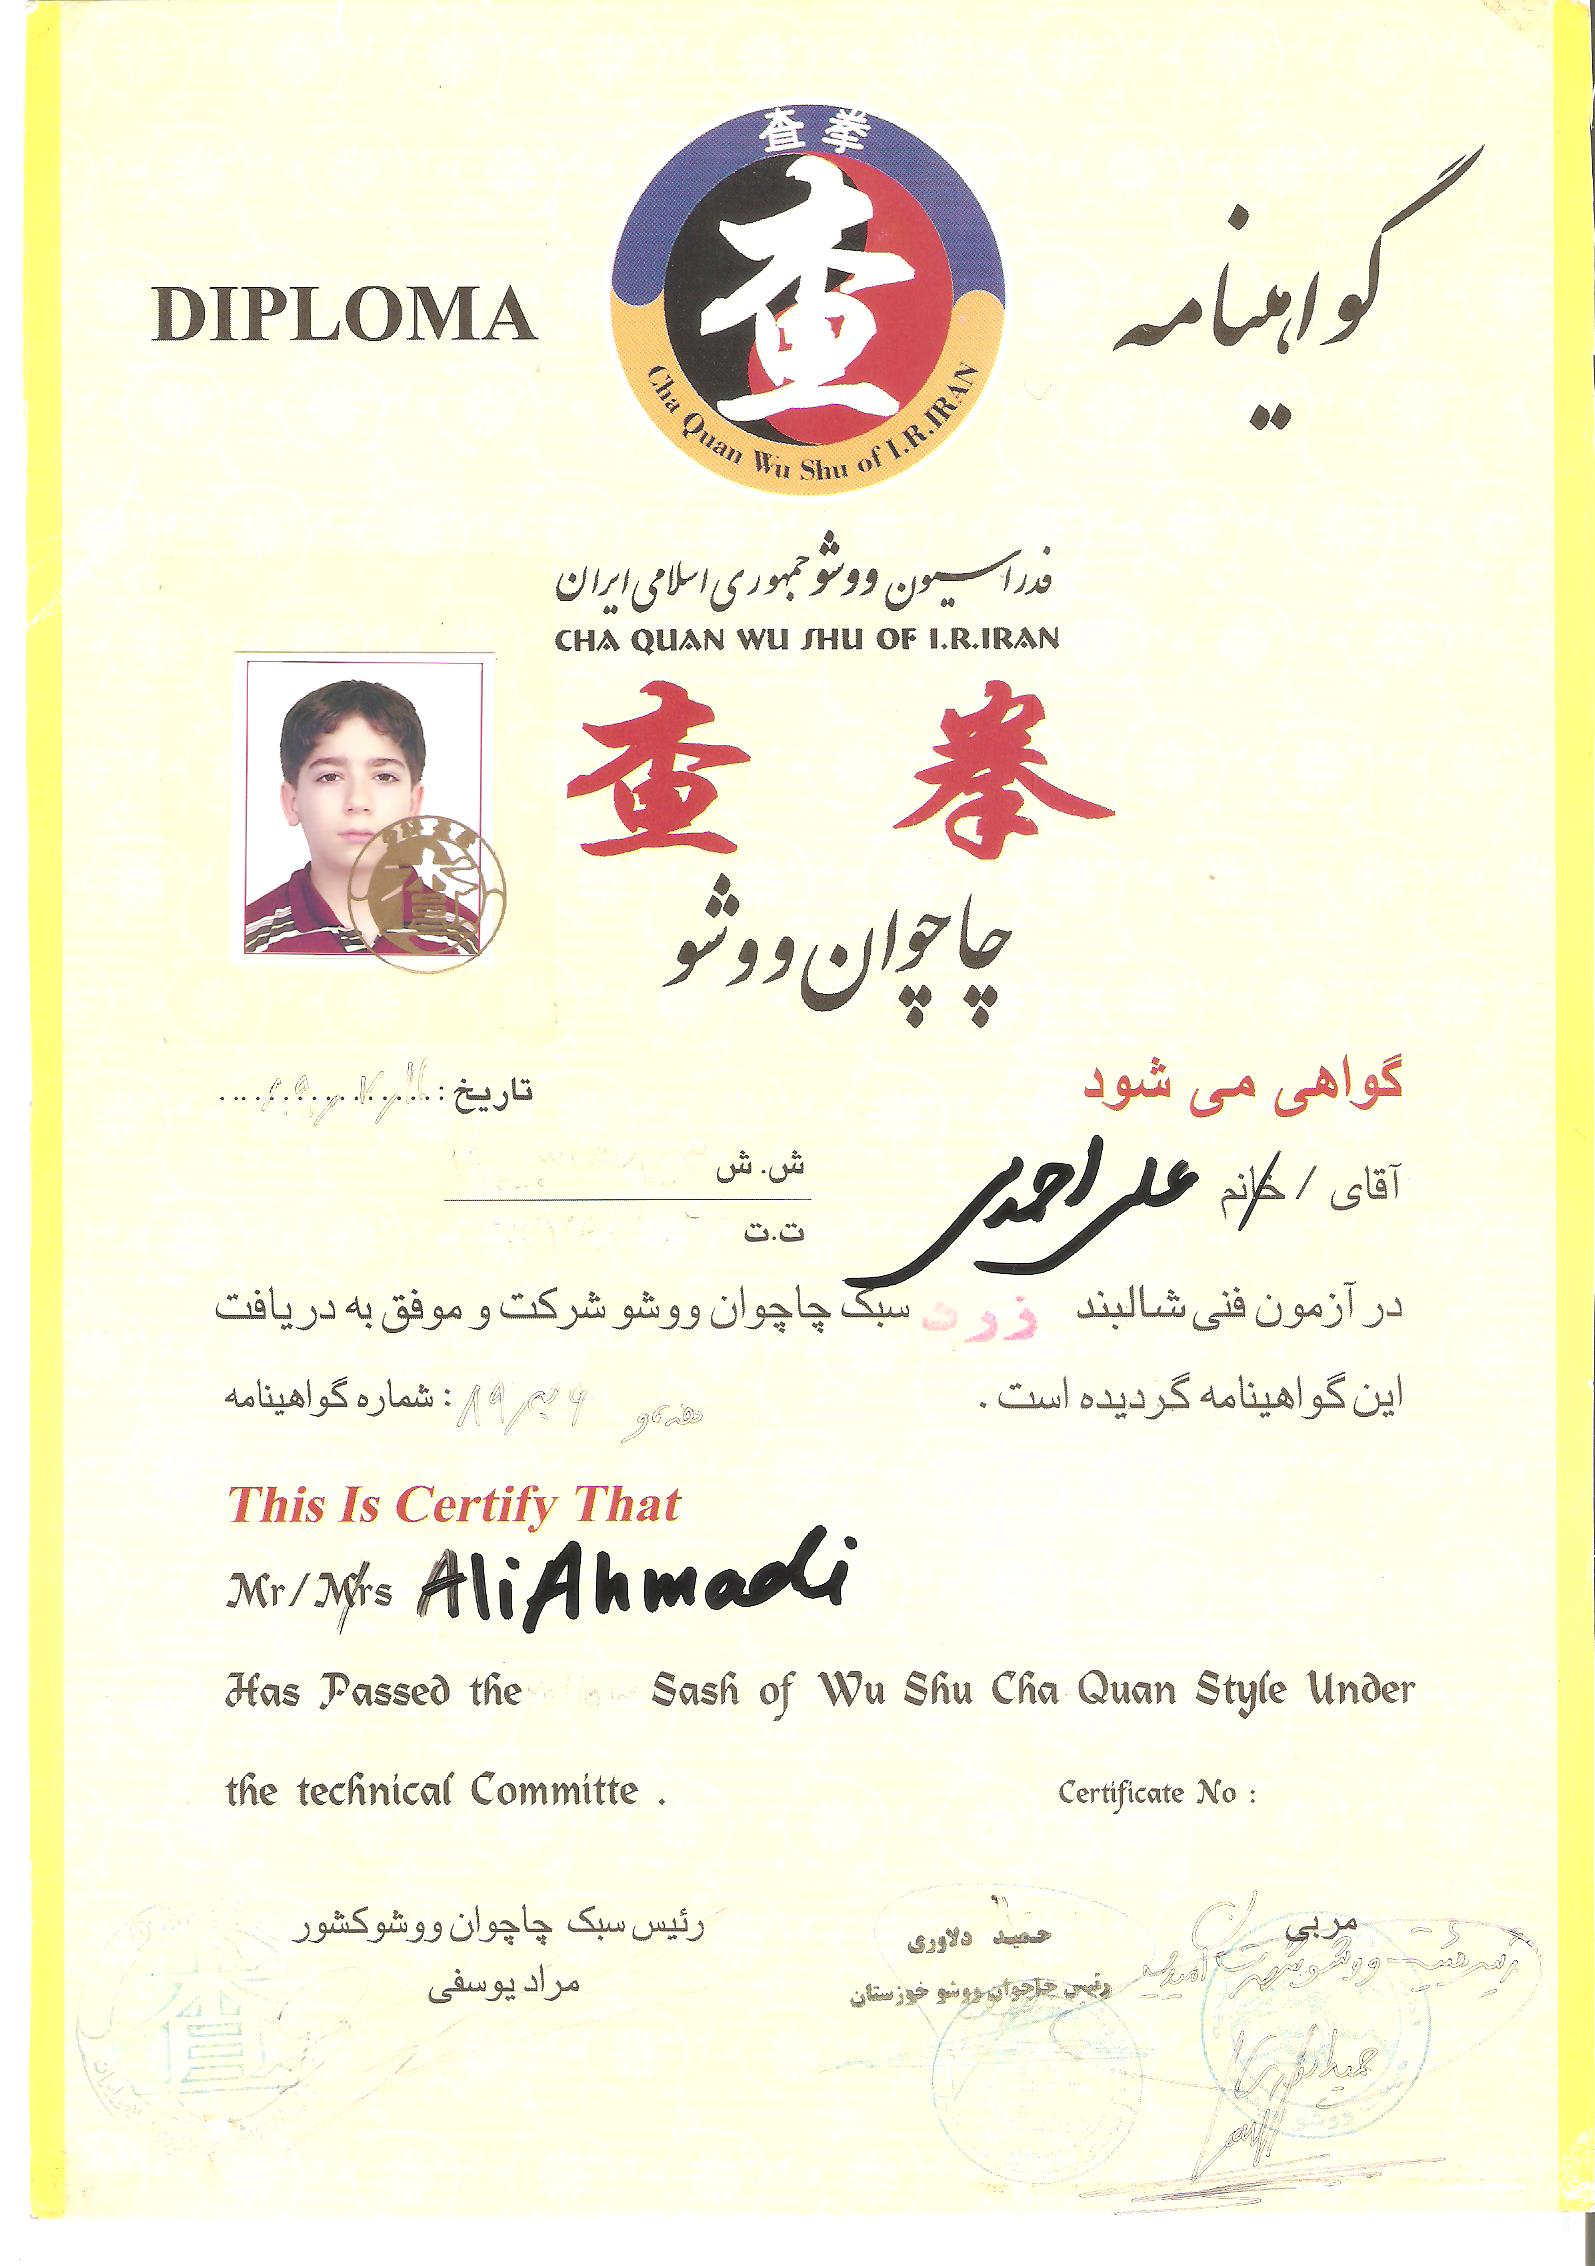 查 拳
查
Cha Quan Wu Shu of I.R.IRAN
DIPLOMA
گواهینامه
فدراسیون ووشو جمهوری اسلامی ایران
CHA QUAN WU SHU OF I.R.IRAN
查 拳
چاچوان ووشو
گواهی می شود
تاریخ :
آقای / خانم علی احمدی
ش.ش
ت.ت
در آزمون فنی شالبند زرد سبک چاچوان ووشو شرکت و موفق به دریافت
این گواهینامه گردیده است .
شماره گواهینامه :
This Is Certify That
Mr/Mrs Ali Ahmadi
Has Passed the Sash of Wu Shu Cha Quan Style Under
the technical Committe .
Certificate No :
مربی
حمید دلاوری
رئیس چاچوان ووشو خوزستان
رئیس سبک چاچوان ووشو کشور
مراد یوسفی